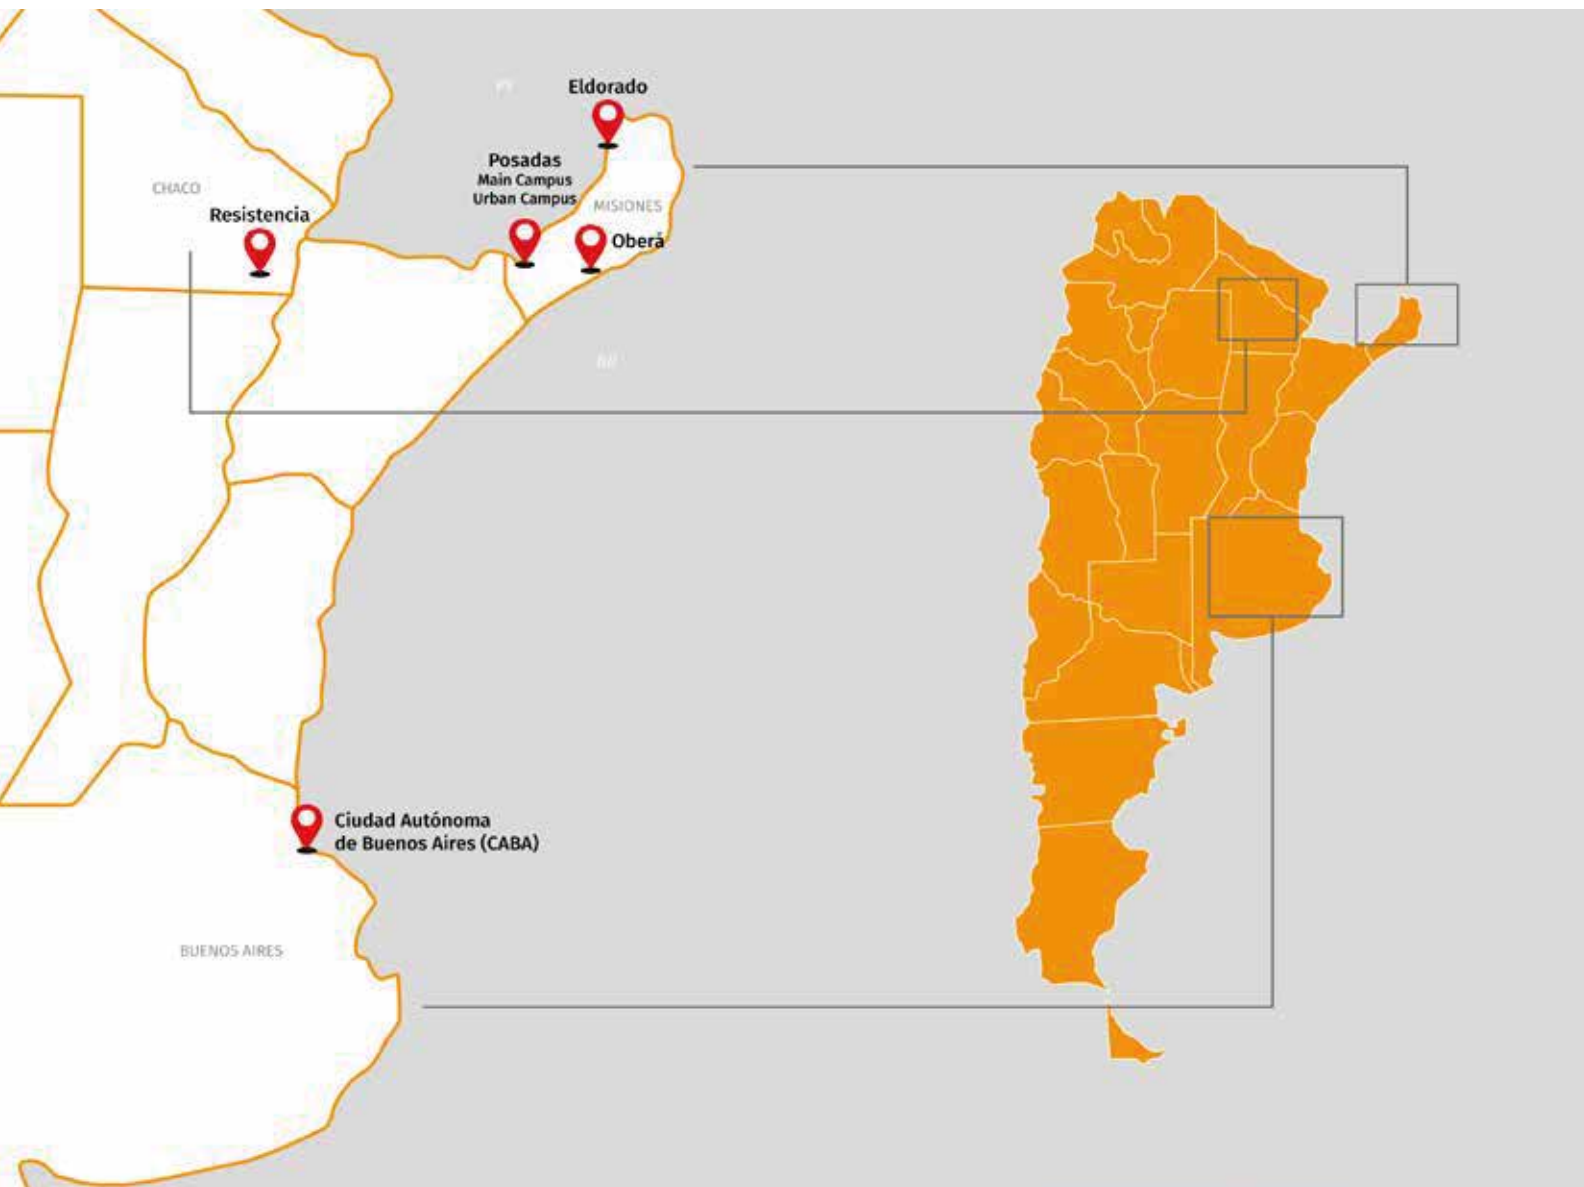 Eldorado
Posadas
Main Campus
Urban Campus
CHACO
MISIONES
Resistencia
Oberá
Ciudad Autónoma
de Buenos Aires (CABA)
BUENOS AIRES